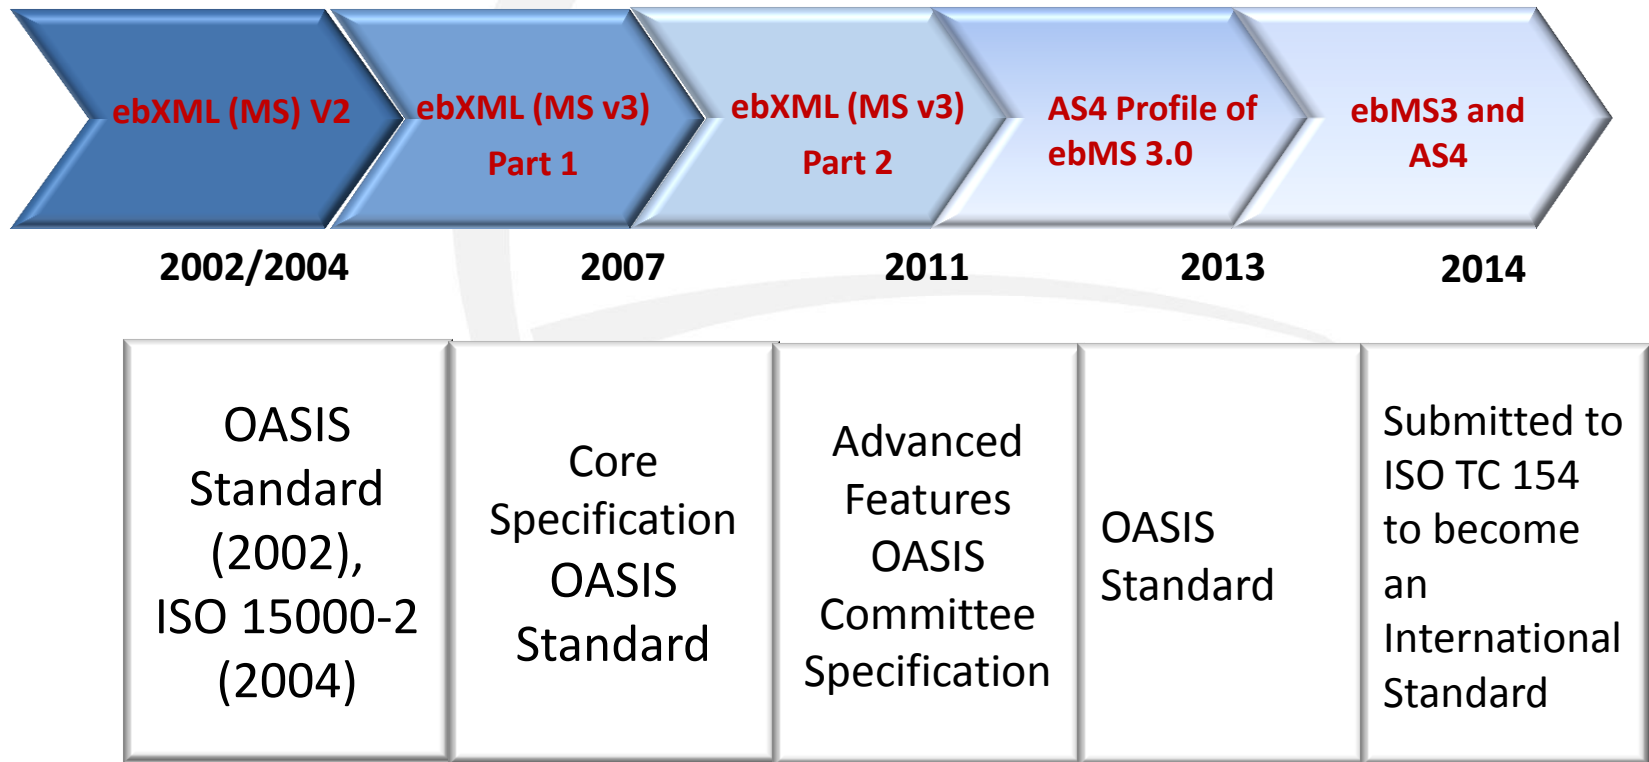 ebXML (MS) V2
ebXML (MS v3)
Part 1
ebXML (MS v3)
Part 2
AS4 Profile of
ebMS 3.0
ebMS3 and
AS4
2002/2004
2007
2011
2013
2014
OASIS
Standard
(2002),
ISO 15000-2
(2004)
Core
Specification
OASIS
Standard
Advanced
Features
OASIS
Committee
Specification
OASIS
Standard
Submitted to
ISO TC 154
to become
an
International
Standard